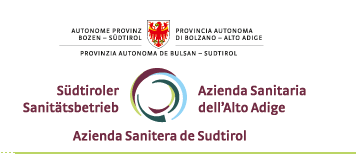 AUTONOME PROVINZ
BOZEN – SÜDTIROL
PROVINCIA AUTONOMA
DI BOLZANO – ALTO ADIGE
PROVINZIA AUTONOMA DE BULSAN – SUDTIROL
Südtiroler
Sanitätsbetrieb
Azienda Sanitaria
dell'Alto Adige
Azienda Sanitera de Sudtirol